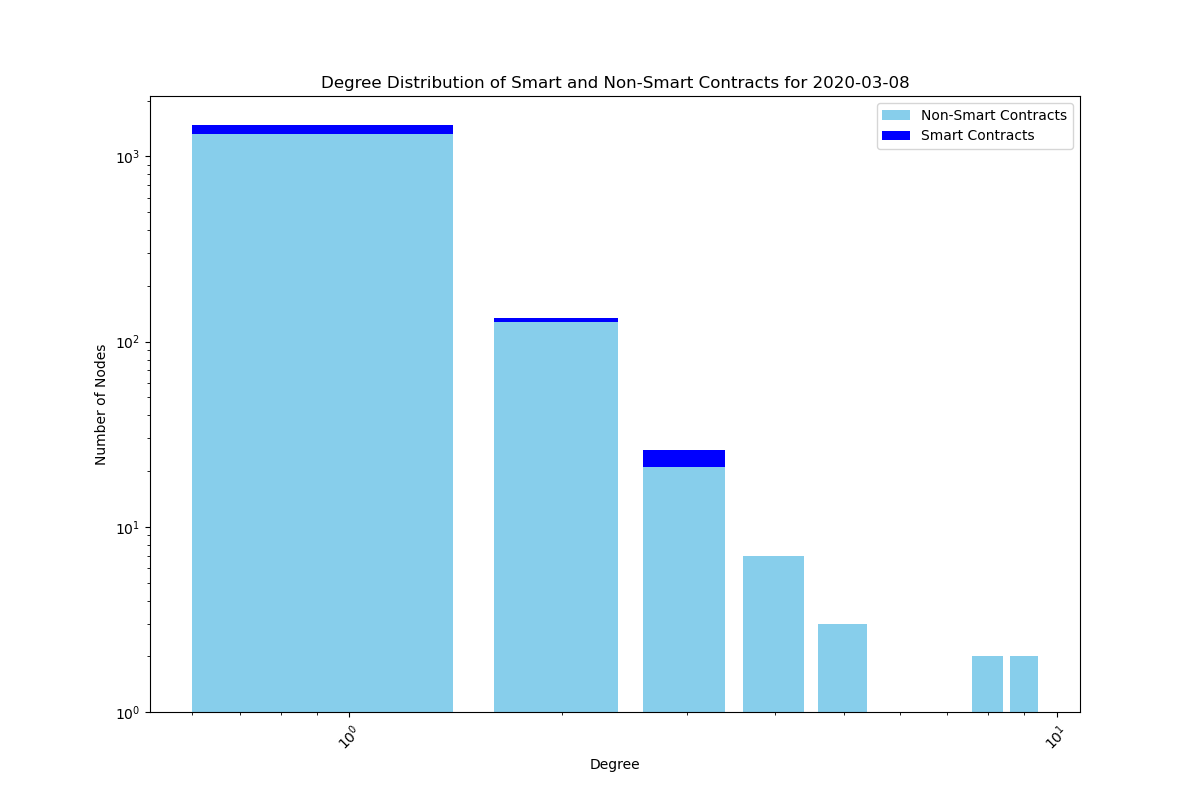 Degree Distribution of Smart and Non-Smart Contracts for 2020-03-08
Non-Smart Contracts
Smart Contracts
Number of Nodes
10³
10²
10¹
10⁰
10⁰
10¹
Degree